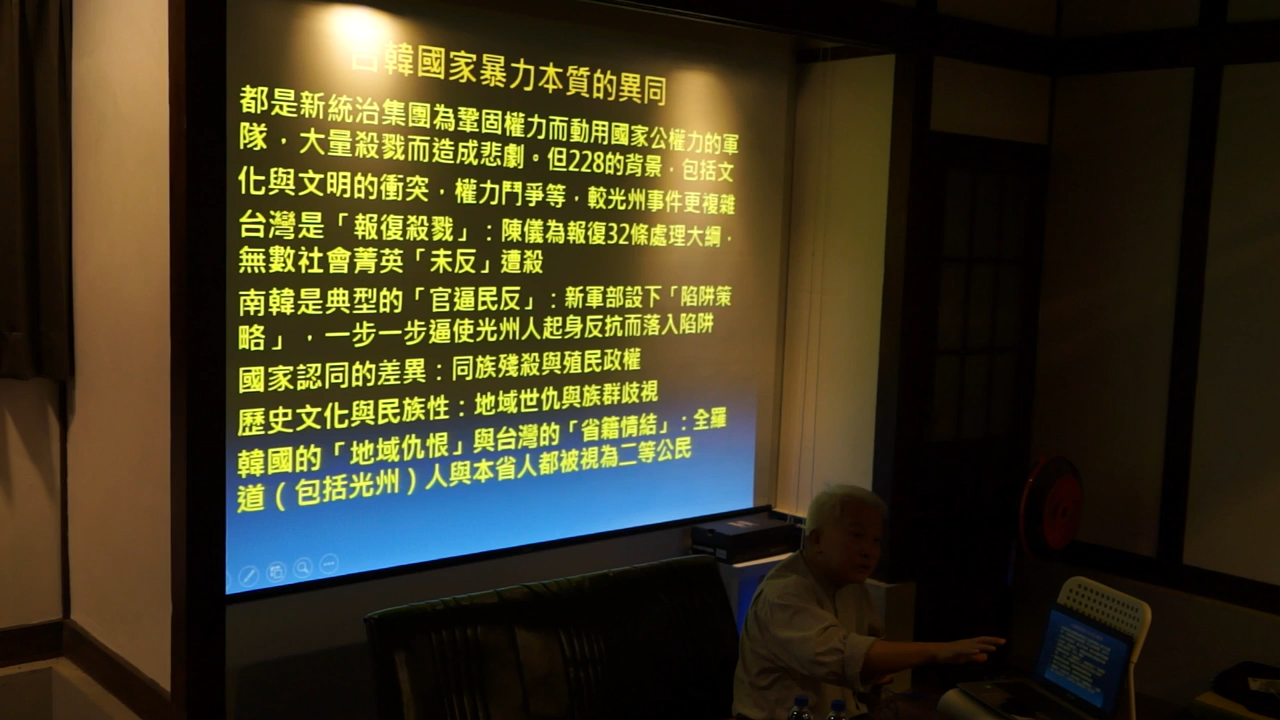 台韓國家暴力本質的異同
都是新統治集團為鞏固權力而動用國家公權力的軍
隊，大量殺戮而造成悲劇。但228的背景，包括文
化與文明的衝突，權力鬥爭等，較光州事件更複雜
台灣是「報復殺戮」：陳儀為報復32條處理大綱，
無數社會菁英「未反」遭殺
南韓是典型的「官逼民反」：新軍部設下「陷阱策
略」，一步一步逼使光州人起身反抗而落入陷阱
國家認同的差異：同族殘殺與殖民政權
歷史文化與民族性：地域世仇與族群歧視
韓國的「地域仇恨」與台灣的「省籍情結」：全羅
道（包括光州）人與本省人都被視為二等公民